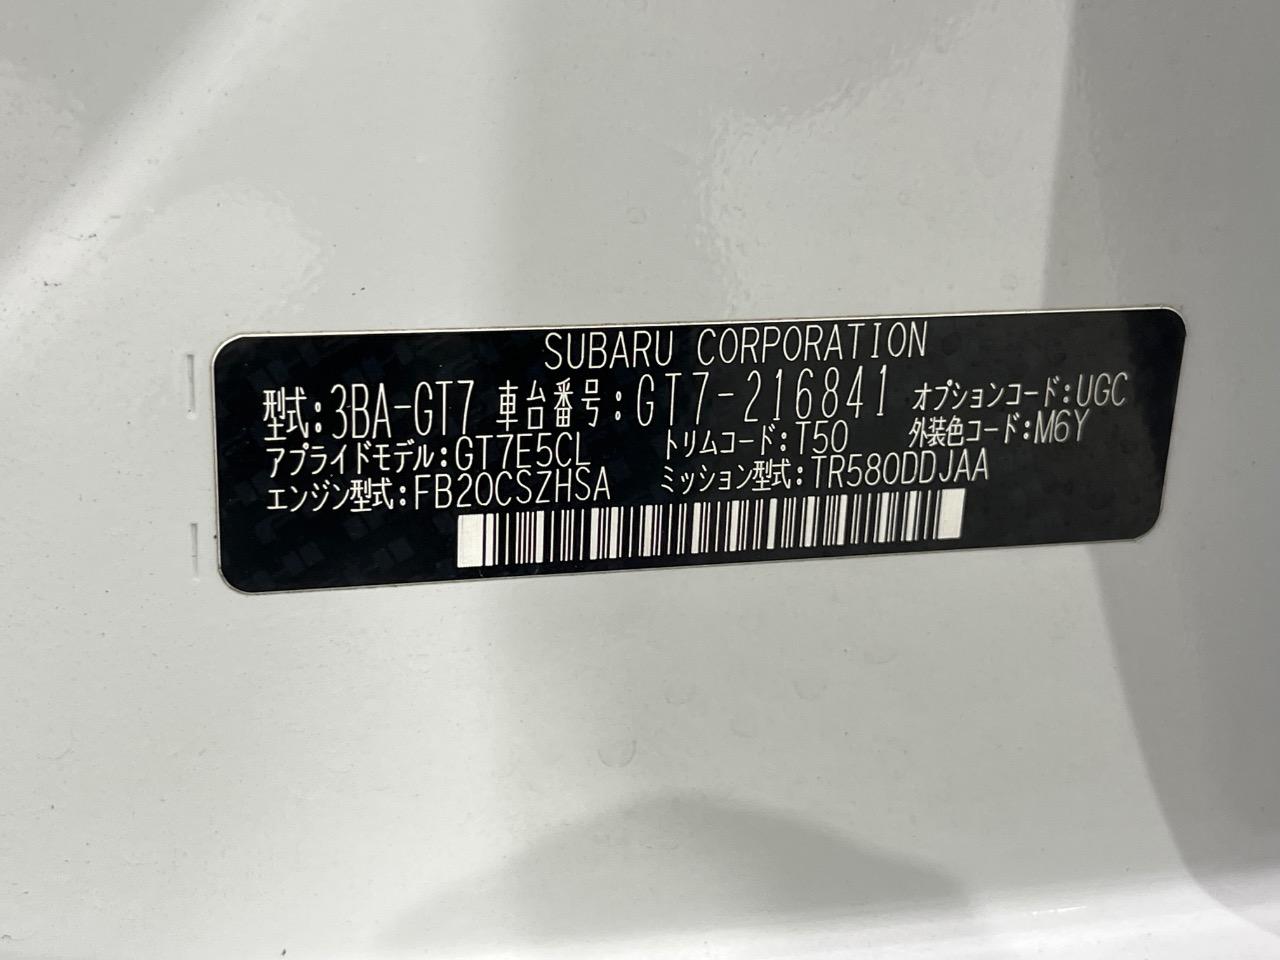 SUBARU CORPORATION
型式:3BA-GT7 車台番号:GT7-216841 オプションコード:UGC
アプライドモデル:GT7E5CL トリムコード:T50 外装色コード:M6Y
エンジン型式:FB20CSZHSA ミッション型式:TR580DDJAA